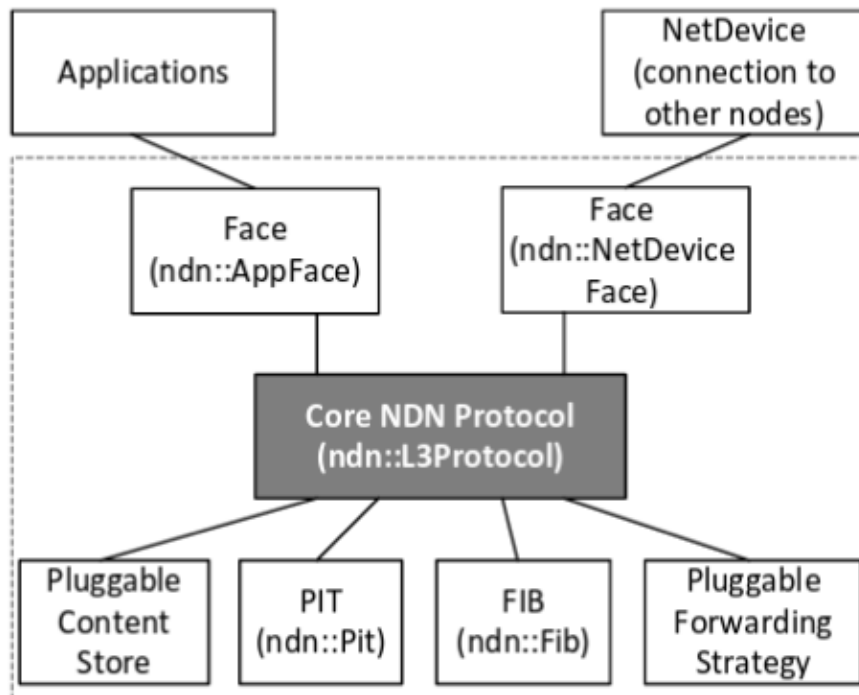 Applications
NetDevice
(connection to
other nodes)
Face
(ndn::AppFace)
Face
(ndn::NetDevice
Face)
Core NDN Protocol
(ndn::L3Protocol)
Pluggable
Content
Store
PIT
(ndn::Pit)
FIB
(ndn::Fib)
Pluggable
Forwarding
Strategy